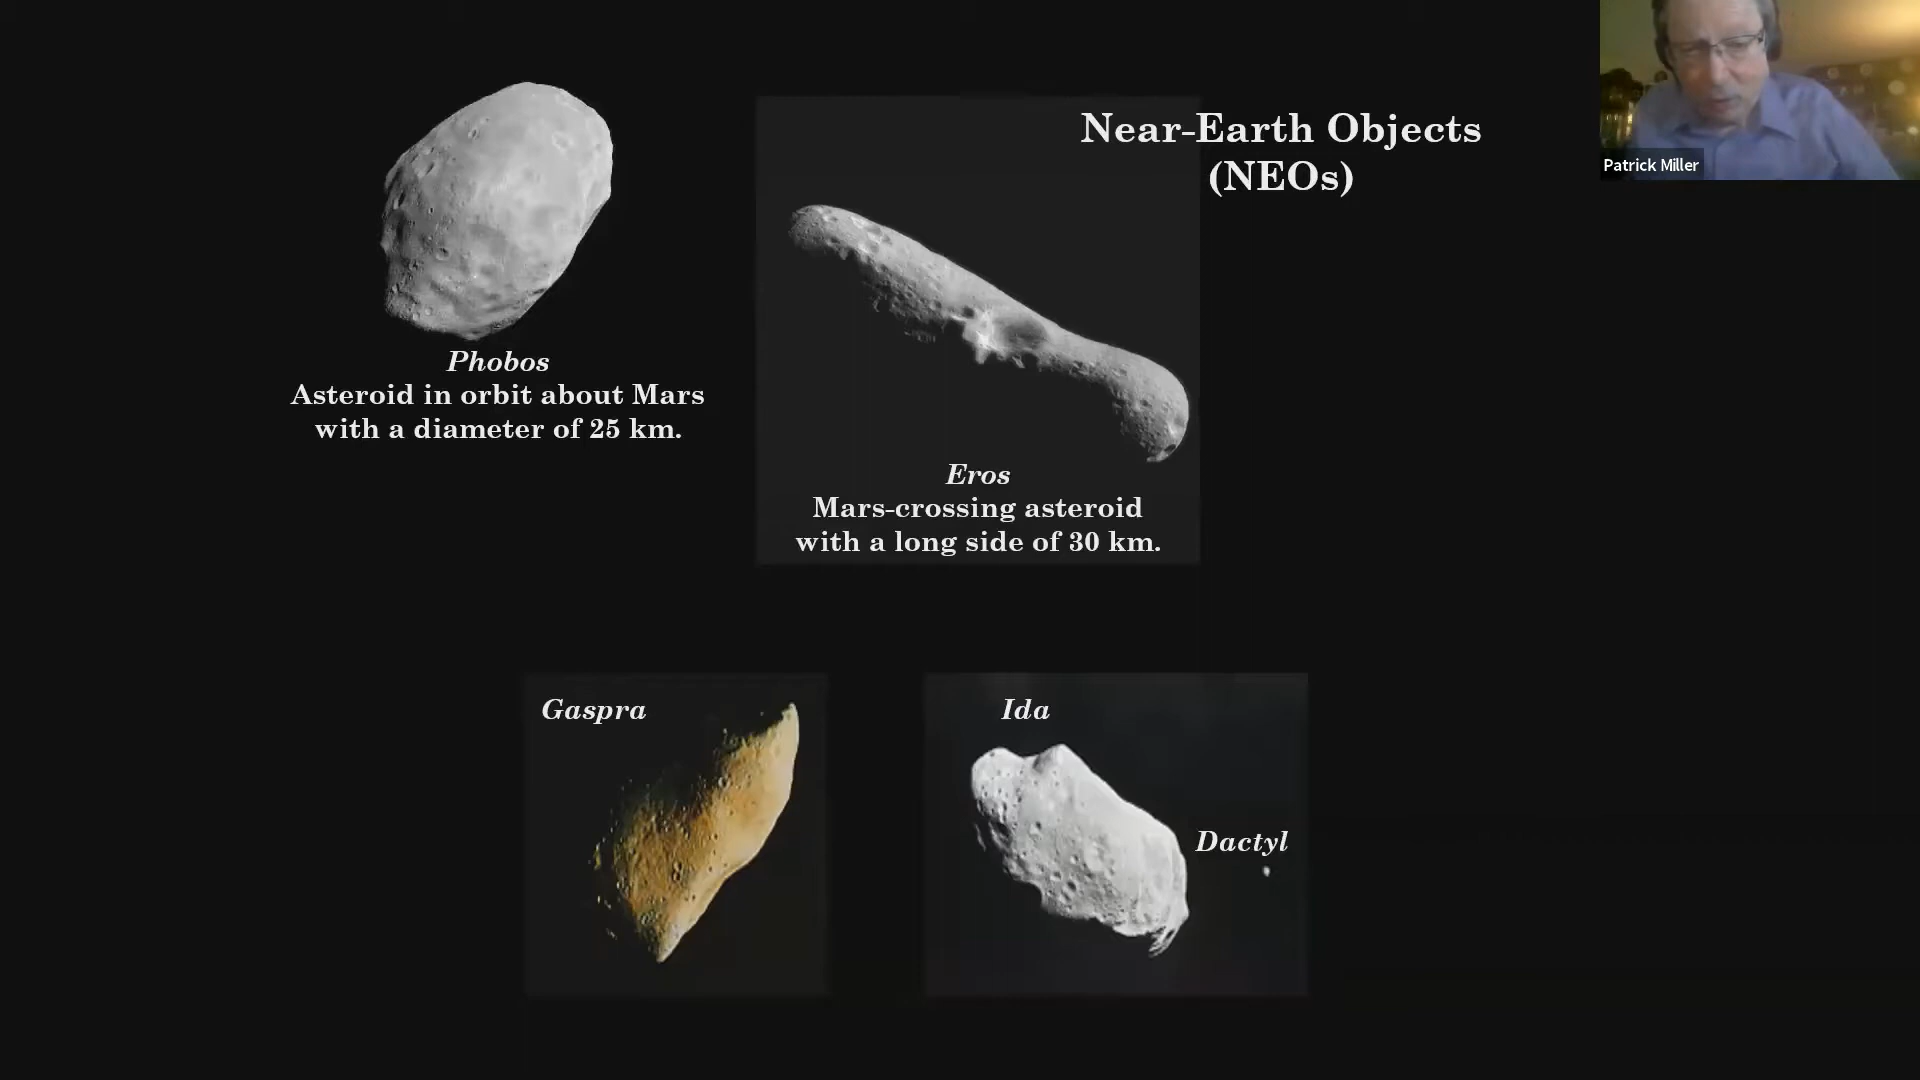 Near-Earth Objects
(NEOs)
Patrick Miller
Phobos
Asteroid in orbit about Mars
with a diameter of 25 km.
Eros
Mars-crossing asteroid
with a long side of 30 km.
Gaspra
Ida
Dactyl